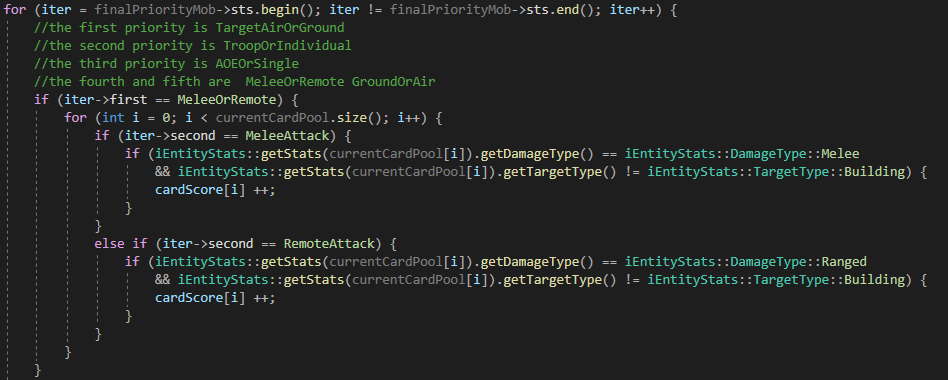 for (iter = finalPriorityMob->sts.begin(); iter != finalPriorityMob->sts.end(); iter++) {
    //the first priority is TargetAirOrGround
    //the second priority is TroopOrIndividual
    //the third priority is AOEOrSingle
    //the fourth and fifth are  MeleeOrRemote GroundOrAir
    if (iter->first == MeleeOrRemote) {
        for (int i = 0; i < currentCardPool.size(); i++) {
            if (iter->second == MeleeAttack) {
                if (iEntityStats::getStats(currentCardPool[i]).getDamageType() == iEntityStats::DamageType::Melee
                    && iEntityStats::getStats(currentCardPool[i]).getTargetType() != iEntityStats::TargetType::Building) {
                    cardScore[i] ++;
                }
            }
            else if (iter->second == RemoteAttack) {
                if (iEntityStats::getStats(currentCardPool[i]).getDamageType() == iEntityStats::DamageType::Ranged
                    && iEntityStats::getStats(currentCardPool[i]).getTargetType() != iEntityStats::TargetType::Building) {
                    cardScore[i] ++;
                }
            }
        }
    }